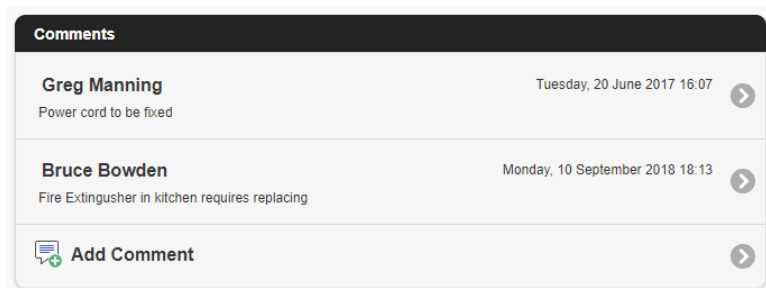 Comments
Greg Manning
Tuesday, 20 June 2017 16:07
Power cord to be fixed
Bruce Bowden
Monday, 10 September 2018 18:13
Fire Extingusher in kitchen requires replacing
Add Comment